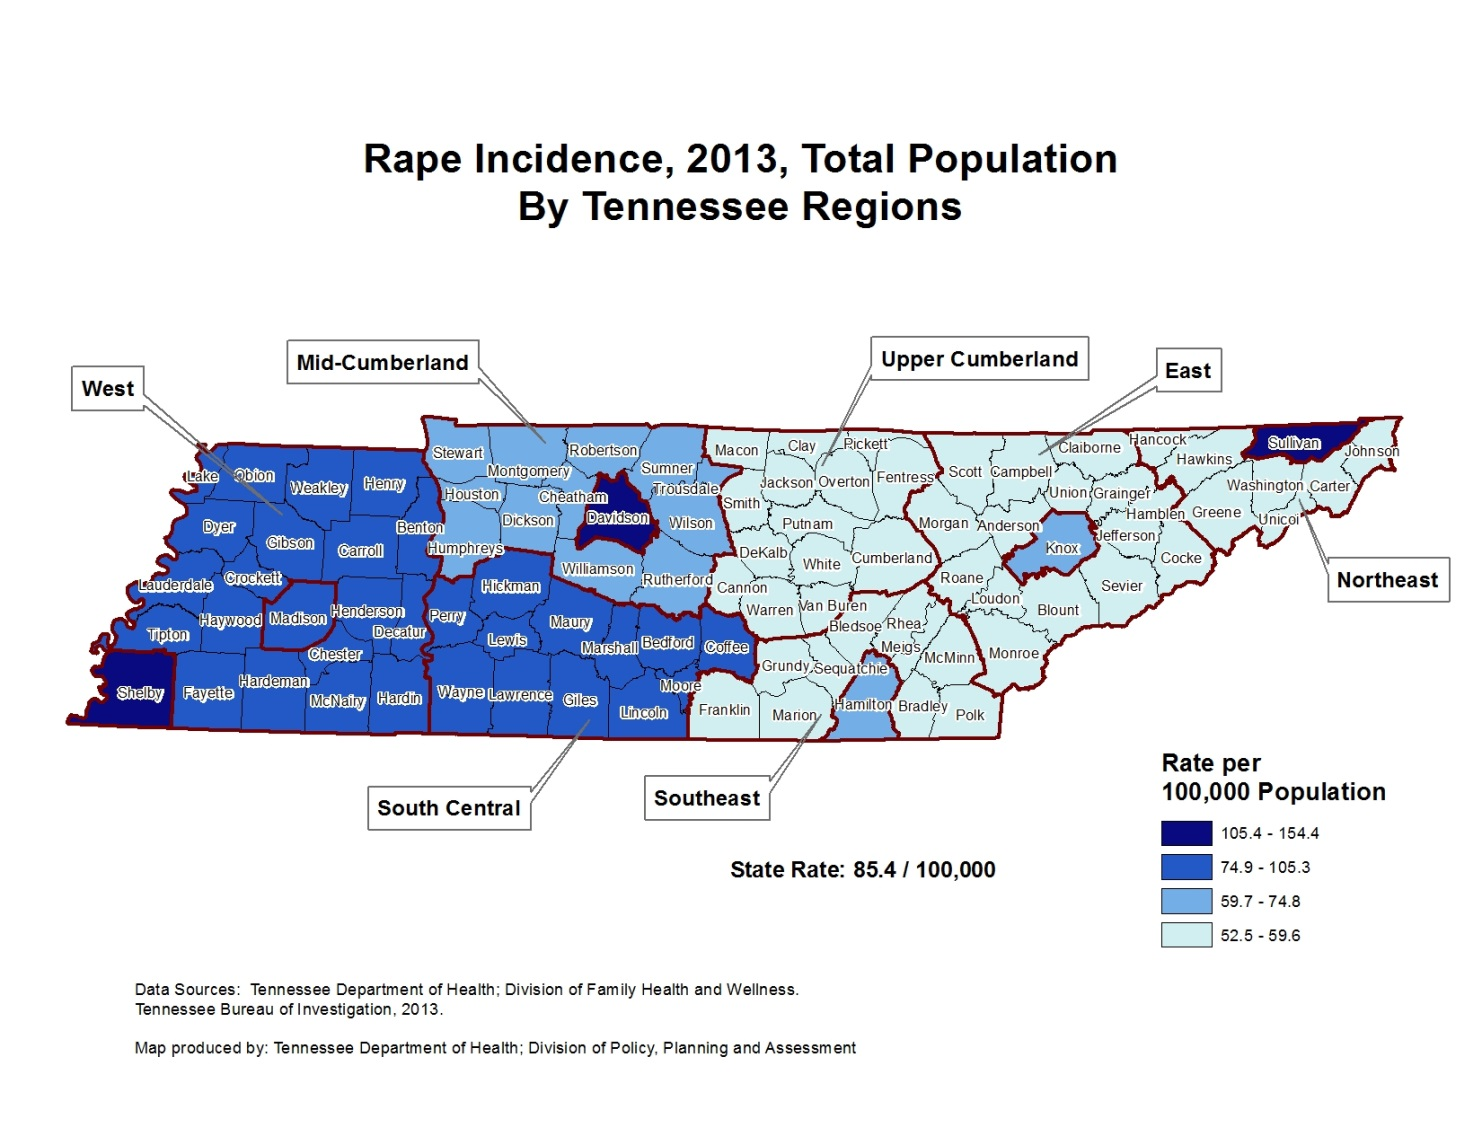 Rape Incidence, 2013, Total Population
By Tennessee Regions
West
Mid-Cumberland
Upper Cumberland
East
Northeast
South Central
Southeast
Lake
Obion
Weakley
Henry
Dyer
Gibson
Carroll
Benton
Lauderdale
Crockett
Haywood
Madison
Henderson
Decatur
Tipton
Chester
Shelby
Fayette
Hardeman
McNairy
Hardin
Stewart
Montgomery
Robertson
Sumner
Trousdale
Houston
Cheatham
Dickson
Davidson
Wilson
Humphreys
Williamson
Rutherford
Hickman
Perry
Lewis
Maury
Marshall
Bedford
Coffee
Wayne
Lawrence
Giles
Lincoln
Moore
Macon
Clay
Pickett
Jackson
Overton
Fentress
Smith
Putnam
DeKalb
White
Cumberland
Cannon
Warren
Van Buren
Bledsoe
Rhea
Meigs
McMinn
Grundy
Sequatchie
Franklin
Marion
Hamilton
Bradley
Polk
Scott
Campbell
Claiborne
Union
Grainger
Morgan
Anderson
Hamblen
Jefferson
Knox
Cocke
Roane
Loudon
Blount
Sevier
Monroe
Hancock
Hawkins
Sullivan
Johnson
Washington
Carter
Greene
Unicoi
Rate per
100,000 Population
105.4 - 154.4
74.9 - 105.3
59.7 - 74.8
52.5 - 59.6
State Rate: 85.4 / 100,000
Data Sources: Tennessee Department of Health; Division of Family Health and Wellness.
Tennessee Bureau of Investigation, 2013.
Map produced by: Tennessee Department of Health; Division of Policy, Planning and Assessment